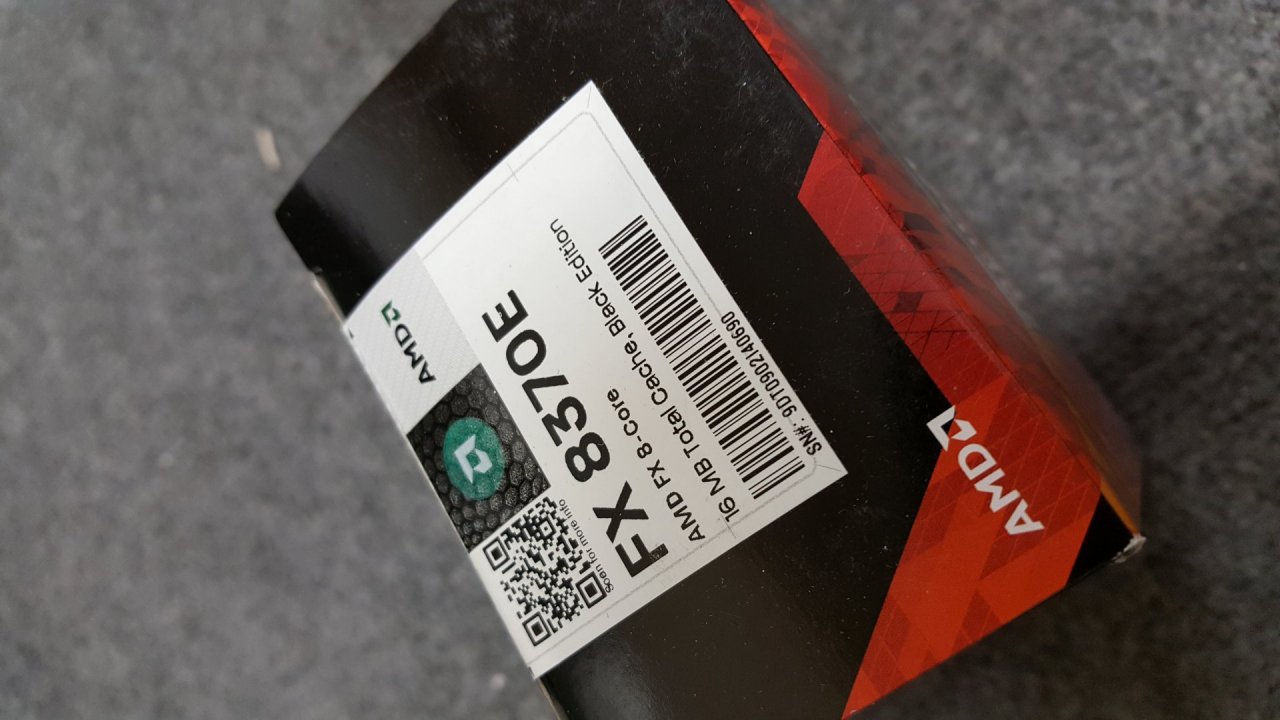 AMD
Scan for more info
FX 8370E
AMD FX 8-Core
16 MB Total Cache, Black Edition
SN# : 9DT0902140690
AMD